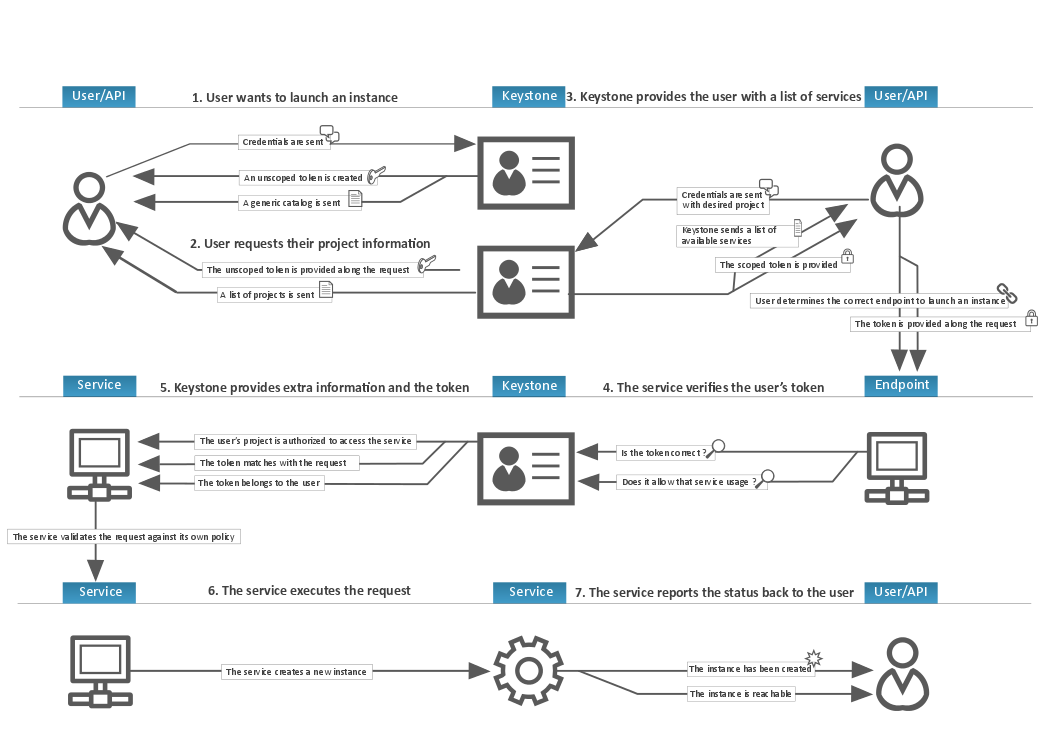 User/API
1. User wants to launch an instance
Keystone
3. Keystone provides the user with a list of services
User/API
Credentials are sent
An unscoped token is created
A generic catalog is sent
2. User requests their project information
The unscoped token is provided along the request
A list of projects is sent
Credentials are sent
with desired project
Keystone sends a list of
available services
The scoped token is provided
User determines the correct endpoint to launch an instance
The token is provided along the request
Service
5. Keystone provides extra information and the token
Keystone
4. The service verifies the user's token
Endpoint
The user's project is authorized to access the service
The token matches with the request
The token belongs to the user
Is the token correct ?
Does it allow that service usage ?
The service validates the request against its own policy
Service
6. The service executes the request
Service
7. The service reports the status back to the user
User/API
The service creates a new instance
The instance has been created
The instance is reachable